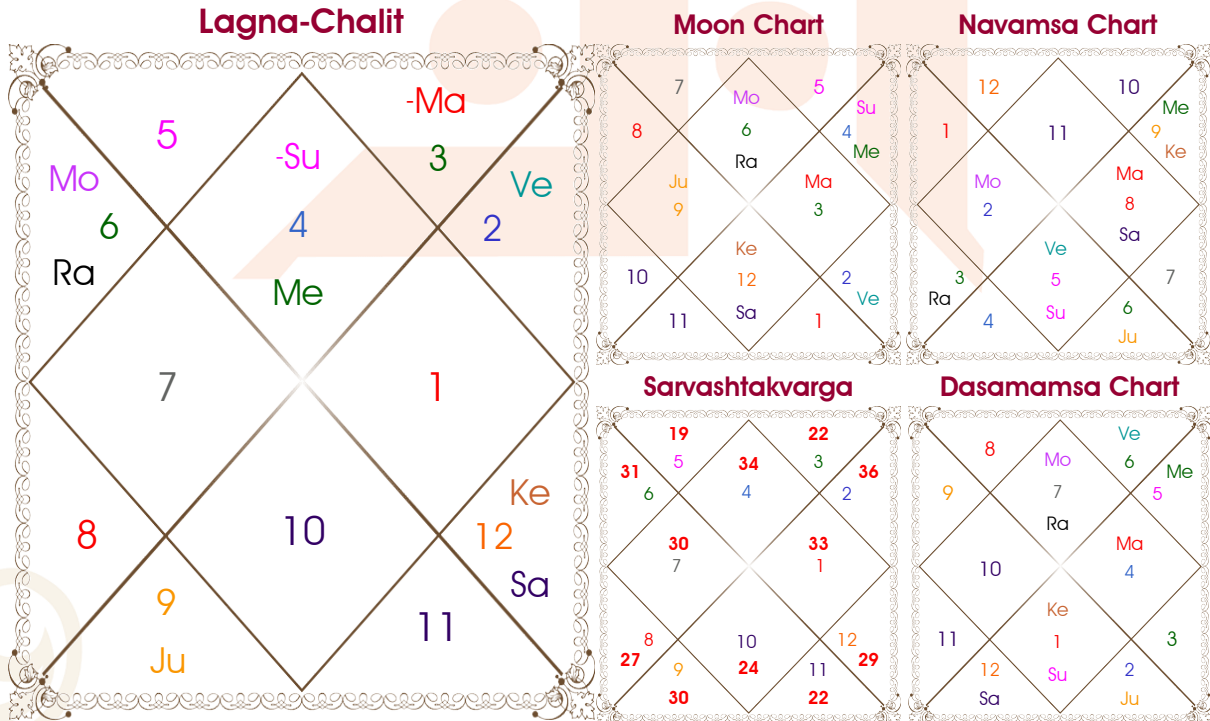 Lagna-Chalit
-Ma
5
-Su
3
Mo
Ve
6
4
2
Ra
Me
7
1
Ke
8
10
12
Sa
9
11
Ju
Moon Chart
7
5
Mo
Su
8
6
4
Ra
Me
Ju
Ma
9
3
Ke
10
12
2
Sa
Ve
11
1
Navamsa Chart
12
10
Me
1
11
9
Ke
Mo
Ma
2
8
Sa
Ve
3
5
7
Ra
Su
6
4
Ju
Sarvashtakvarga
19
22
5
34
3
31
36
6
4
2
30
33
7
1
8
10
12
27
24
29
9
11
30
22
Dasamamsa Chart
Ve
8
Mo
6
Me
9
7
5
Ra
Ma
10
4
Ke
11
1
3
12
Su
2
Sa
Ju